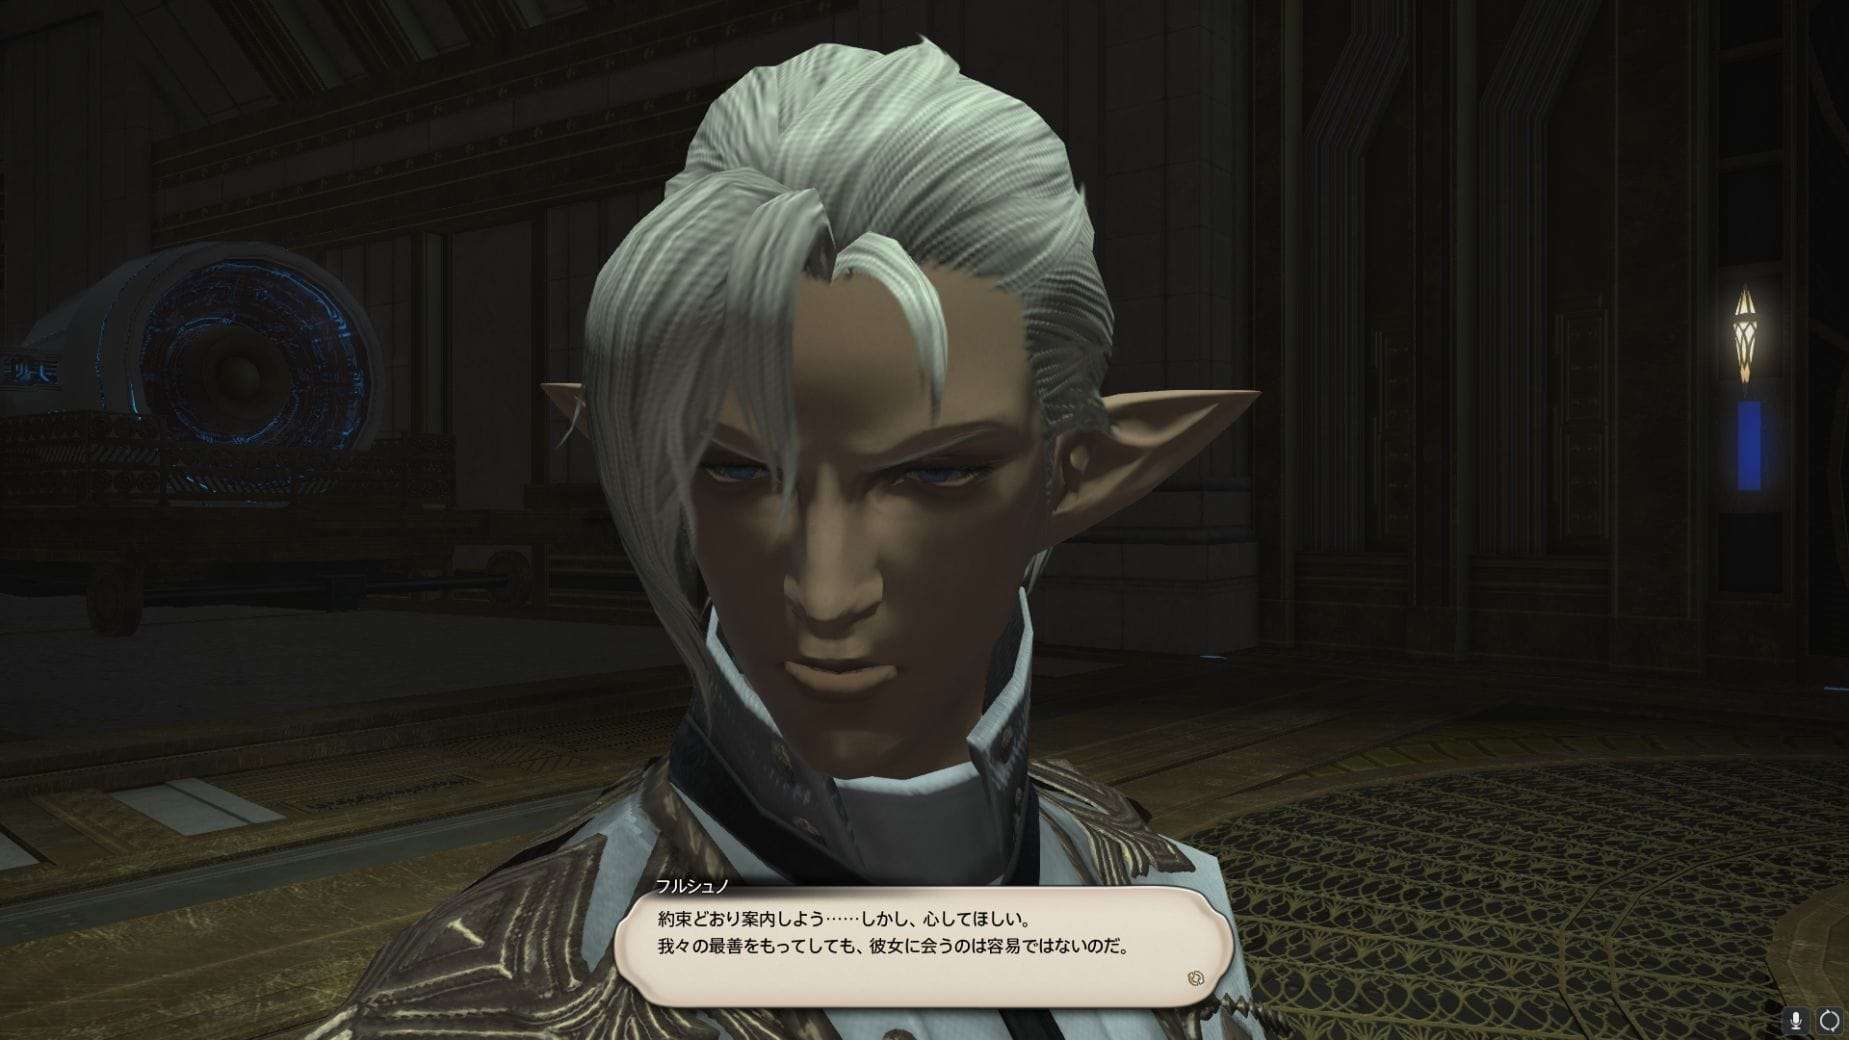 フルシュノ
約束どおり案内しよう……しかし、心してほしい。
我々の最善をもってしても、彼女に会うのは容易ではないのだ。